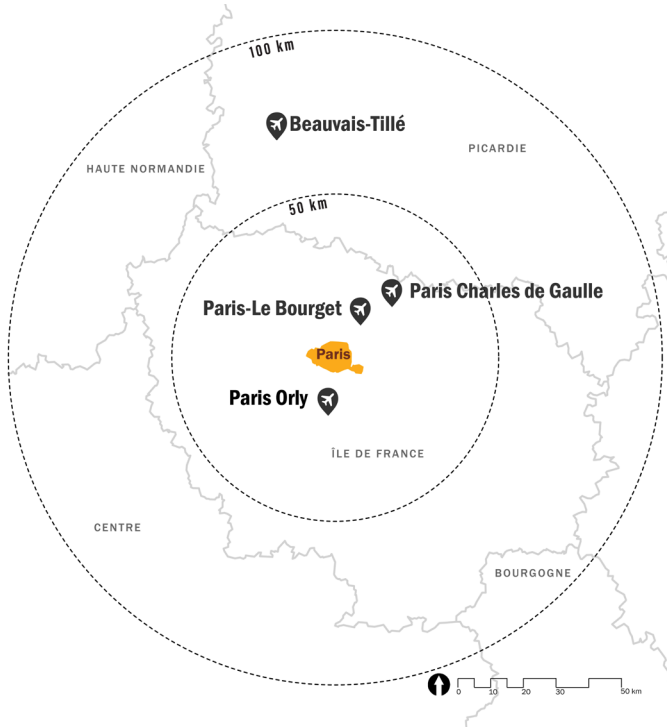 100 km
Beauvais-Tillé
PICARDIE
HAUTE NORMANDIE
50 km
Paris Charles de Gaulle
Paris-Le Bourget
Paris
Paris Orly
ÎLE DE FRANCE
CENTRE
BOURGOGNE
0 10 20 30 50 km